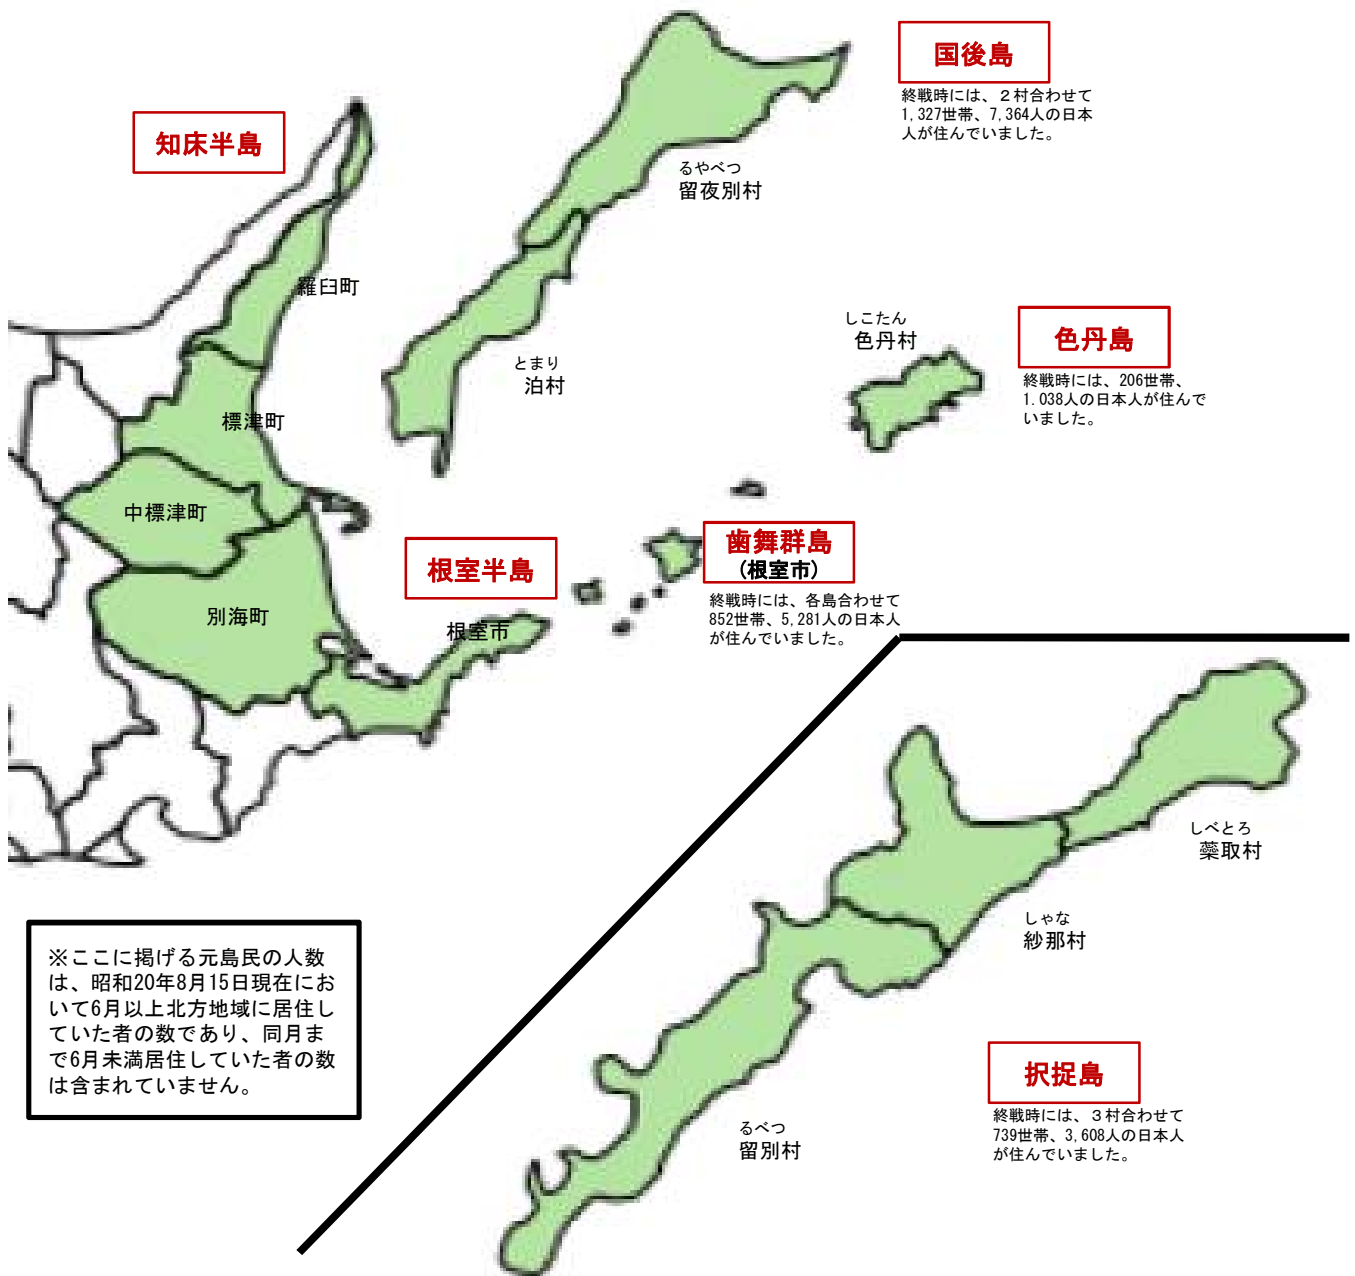 国後島
終戦時には、２村合わせて
1,327世帯、7,364人の日本
人が住んでいました。
知床半島
るやべつ
留夜別村
羅臼町
しこたん
色丹村
色丹島
終戦時には、206世帯、
1.038人の日本人が住んで
いました。
とまり
泊村
標津町
中標津町
根室半島
歯舞群島
(根室市)
終戦時には、各島合わせて
852世帯、5,281人の日本人
が住んでいました。
別海町
根室市
しべとろ
蘂取村
しゃな
紗那村
※ここに掲げる元島民の人数
は、昭和20年8月15日現在にお
いて6月以上北方地域に居住し
ていた者の数であり、同月ま
で6月未満居住していた者の数
は含まれていません。
択捉島
終戦時には、３村合わせて
739世帯、3,608人の日本人
が住んでいました。
るべつ
留別村